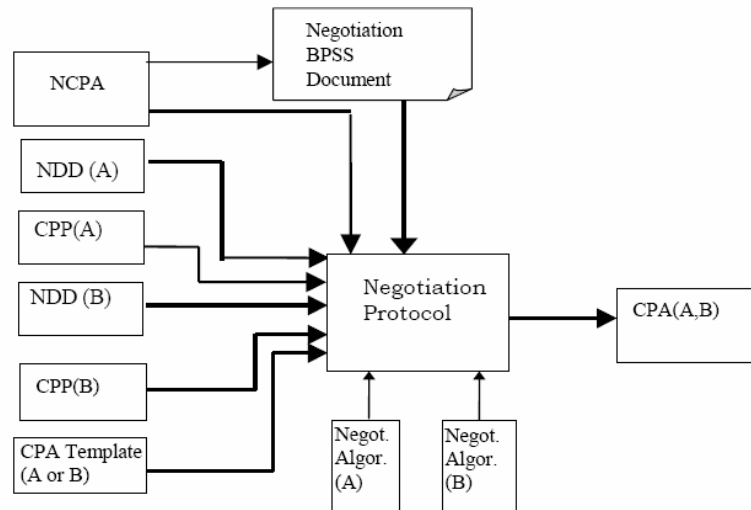 Negotiation
BPSS
Document
NCPA
NDD (A)
CPP(A)
NDD (B)
CPP(B)
CPA Template
(A or B)
Negotiation
Protocol
CPA(A,B)
Negot.
Algor.
(A)
Negot.
Algor.
(B)